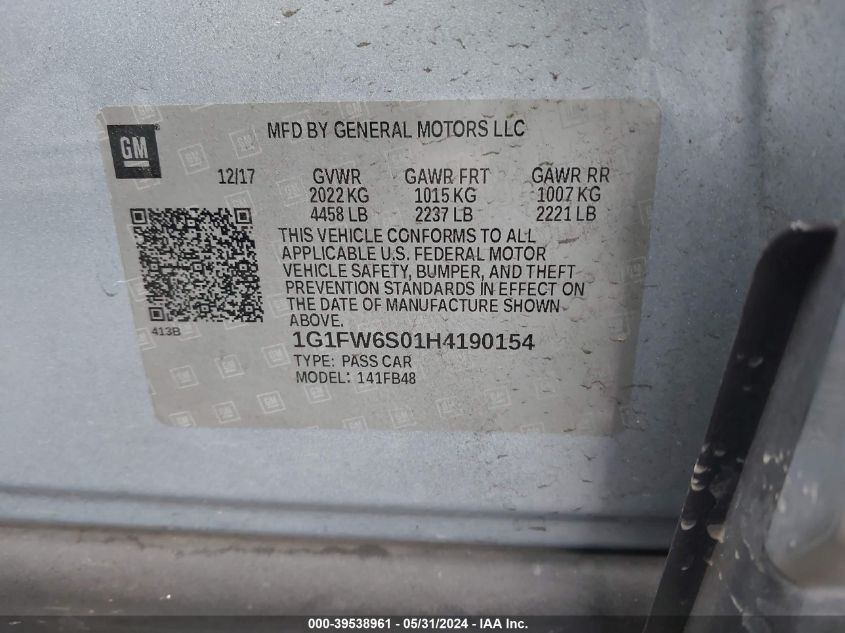 GM
MFD BY GENERAL MOTORS LLC
12/17 GVWR GAWR FRT GAWR RR
2022 KG 1015 KG 1007 KG
4458 LB 2237 LB 2221 LB
THIS VEHICLE CONFORMS TO ALL
APPLICABLE U.S. FEDERAL MOTOR
VEHICLE SAFETY, BUMPER, AND THEFT
PREVENTION STANDARDS IN EFFECT ON
THE DATE OF MANUFACTURE SHOWN
ABOVE.
413B
1G1FW6S01H4190154
TYPE: PASS CAR
MODEL: 141FB48
000-39538961 - 05/31/2024 - IAA Inc.